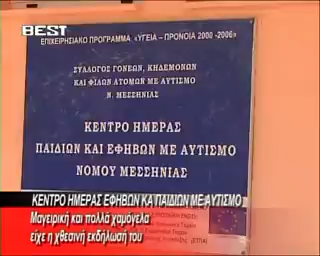 BEST
ΕΠΙΧΕΙΡΗΣΙΑΚΟ ΠΡΟΓΡΑΜΜΑ «ΥΓΕΙΑ - ΠΡΟΝΟΙΑ 2000 -2006»
ΣΥΛΛΟΓΟΣ ΓΟΝΕΩΝ, ΚΗΔΕΜΟΝΩΝ
ΚΑΙ ΦΙΛΩΝ ΑΤΟΜΩΝ ΜΕ ΑΥΤΙΣΜΟ
Ν. ΜΕΣΣΗΝΙΑΣ
ΚΕΝΤΡΟ ΗΜΕΡΑΣ
ΠΑΙΔΙΩΝ ΚΑΙ ΕΦΗΒΩΝ ΜΕ ΑΥΤΙΣΜΟ
ΝΟΜΟΥ ΜΕΣΣΗΝΙΑΣ
ΚΕΝΤΡΟ ΗΜΕΡΑΣ ΕΦΗΒΩΝ ΚΑ ΠΑΙΔΙΩΝ ΜΕ ΑΥΤΙΣΜΟ
Μαγειρική και πολλά χαμόγελα
είχε η χθεσινή εκδήλωσή του